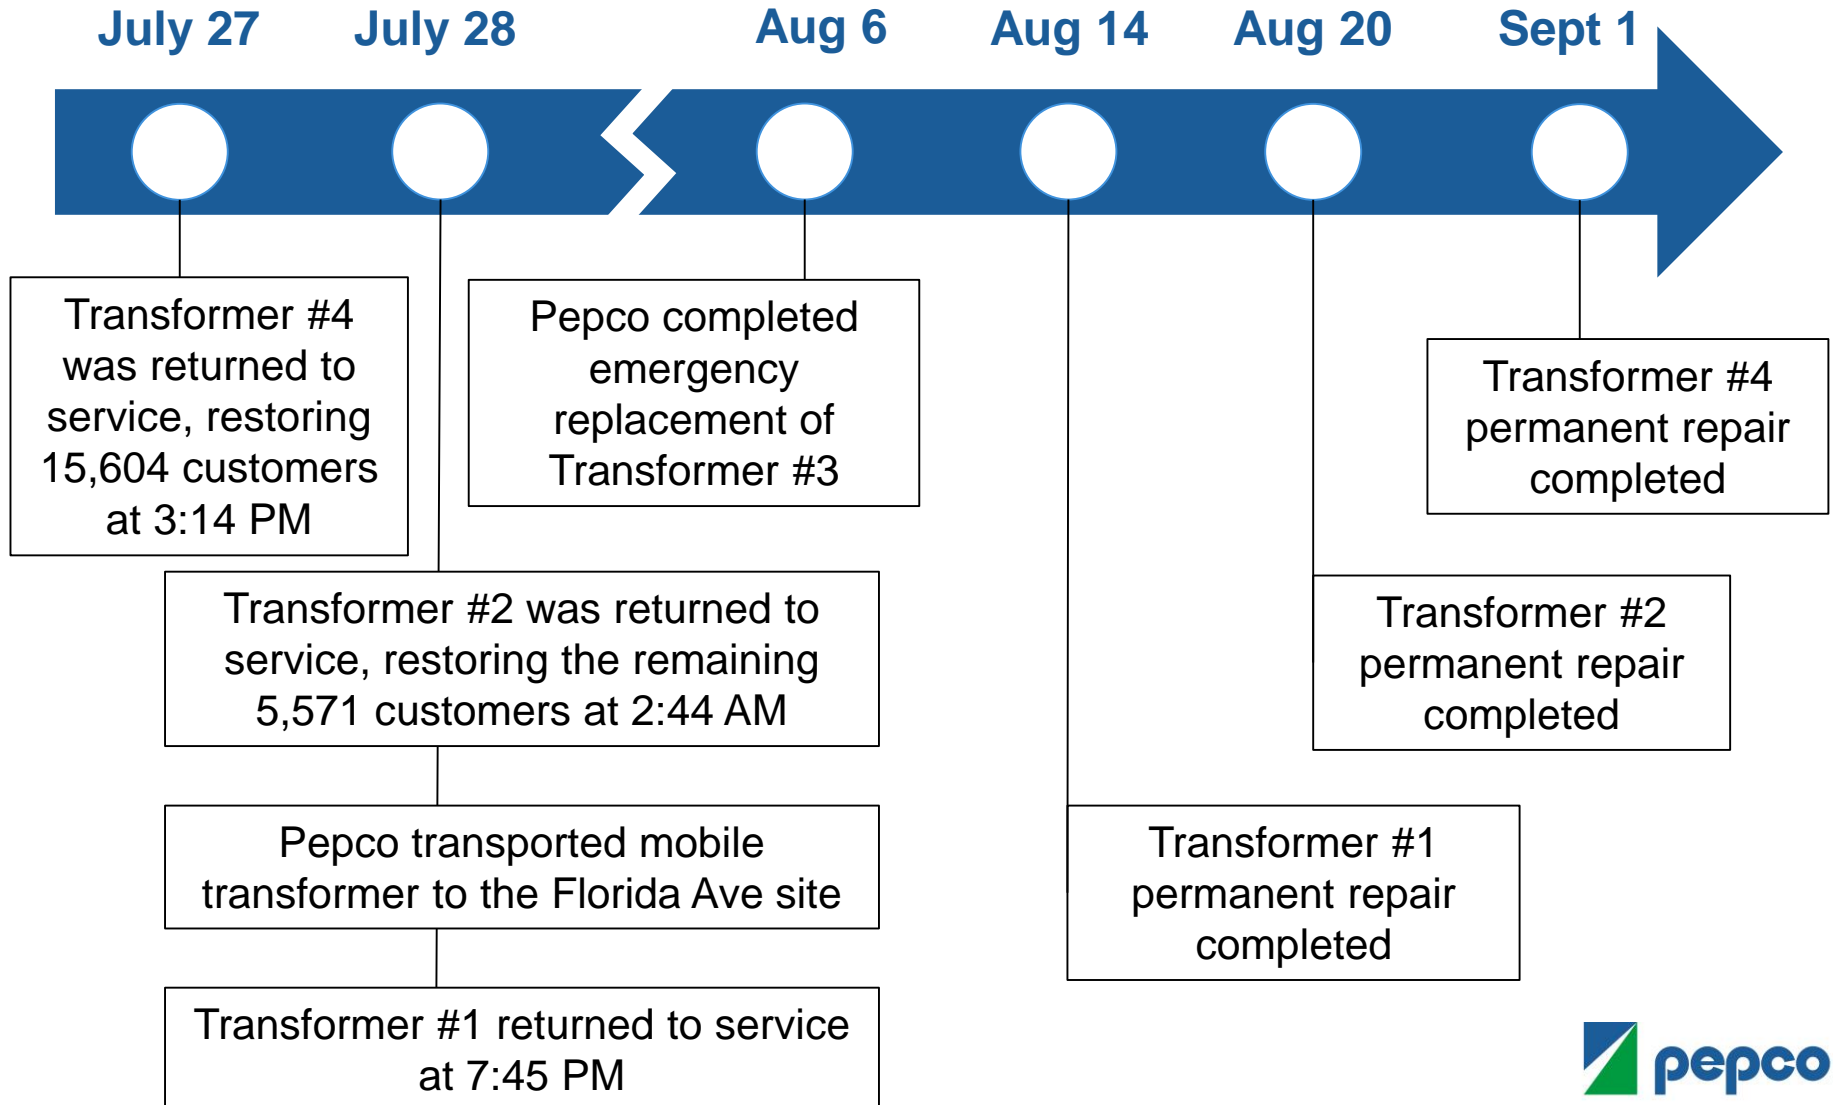 July 27
July 28
Aug 6
Aug 14
Aug 20
Sept 1
Transformer #4
was returned to
service, restoring
15,604 customers
at 3:14 PM
Transformer #2 was returned to
service, restoring the remaining
5,571 customers at 2:44 AM
Pepco transported mobile
transformer to the Florida Ave site
Transformer #1 returned to service
at 7:45 PM
Pepco completed
emergency
replacement of
Transformer #3
Transformer #1
permanent repair
completed
Transformer #2
permanent repair
completed
Transformer #4
permanent repair
completed
pepco